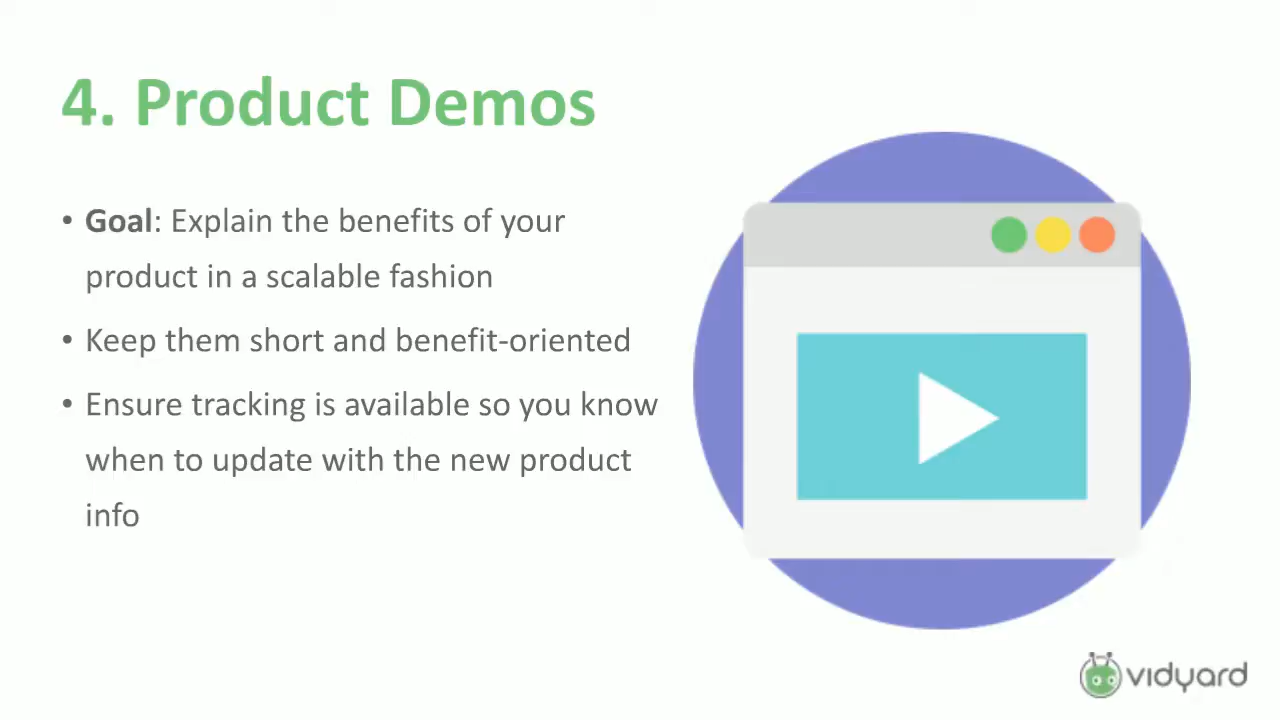 4. Product Demos
• Goal: Explain the benefits of your
product in a scalable fashion
• Keep them short and benefit-oriented
• Ensure tracking is available so you know
when to update with the new product
info
vidyard